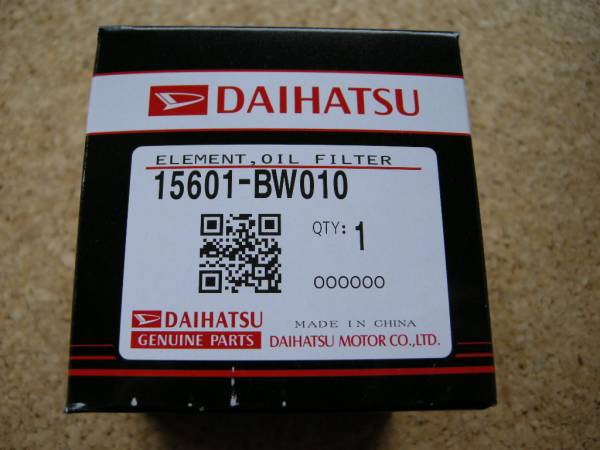 DAIHATSU
ELEMENT,OIL FILTER
15601-BW010
QTY: 1
000000
DAIHATSU
GENUINE PARTS
MADE IN CHINA
DAIHATSU MOTOR CO.,LTD.